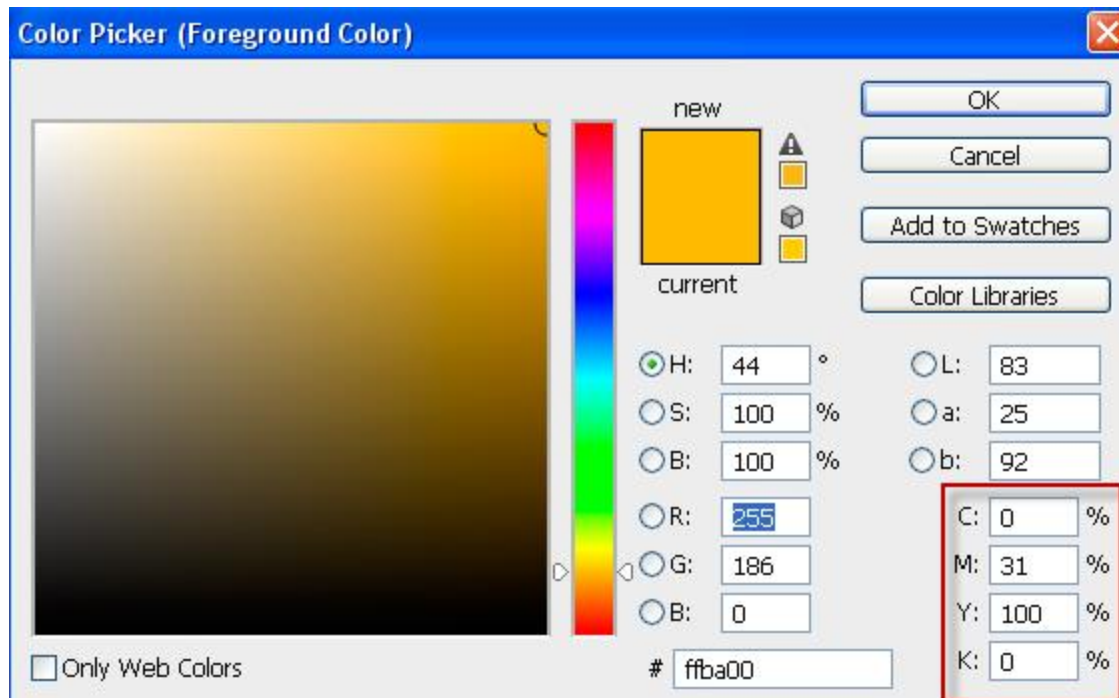 Color Picker (Foreground Color)
new
current
OK
Cancel
Add to Swatches
Color Libraries
H: 44 °
S: 100 %
B: 100 %
R: 255
G: 186
B: 0
# ffba00
L: 83
a: 25
b: 92
C: 0 %
M: 31 %
Y: 100 %
K: 0 %
Only Web Colors